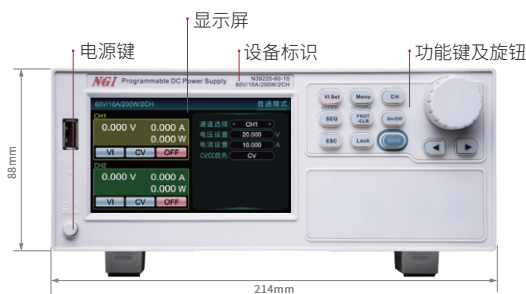 显示屏
电源键
设备标识
功能键及旋钮
NGI Programmable DC Power Supply
N39220-60-10
60V/10A/200W/2CH
60V/10A/200W/2CH 普通模式
CH1
0.000 V 0.000 A
0.000 W
VI CV OFF
CH2
0.000 V 0.000 A
0.000 W
VI CV OFF
通道选择 CH1
电压设置 20.000 V
电流设置 10.000 A
CV/CC优先 CV
VI Set Menu CH
SEQ PROT -CLR On/Off
ESC Lock
88mm
214mm